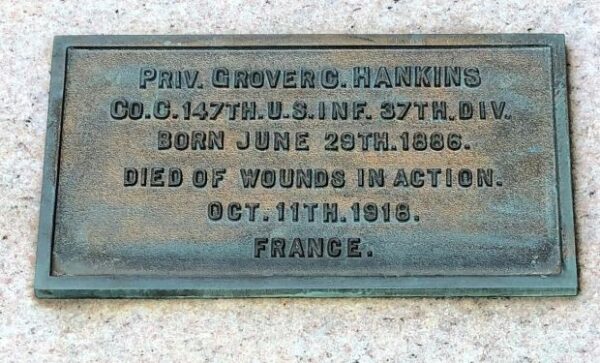 PRIV. GROVER C. HANKINS
CO.C.147TH.U.S.INF.37TH.DIV.
BORN JUNE 29TH.1886.
DIED OF WOUNDS IN ACTION.
OCT.11TH.1918.
FRANCE.